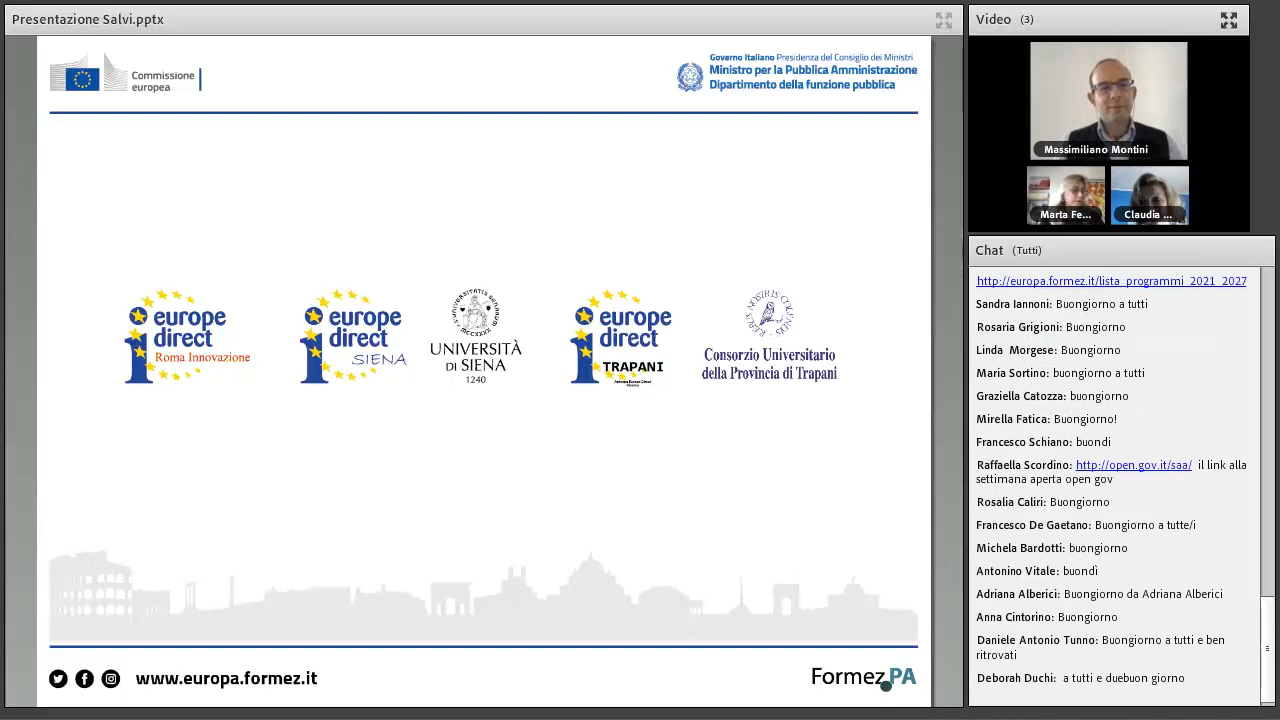 Presentazione Salvi.pptx
Commissione
europea
Governo Italiano Presidenza del Consiglio dei Ministri
Ministro per la Pubblica Amministrazione
Dipartimento della funzione pubblica
europe
direct
Roma Innovazione
europe
direct
SIENA
UNIVERSITÀ
DI SIENA
1240
europe
direct
TRAPANI
Consorzio Universitario
della Provincia di Trapani
www.europa.formez.it
Formez PA
Video (3)
Massimiliano Montini
Marta Fe...
Claudia ...
Chat (Tutti)
http://europa.formez.it/lista_programmi_2021_2027
Sandra Iannoni: Buongiorno a tutti
Rosaria Grigioni: Buongiorno
Linda Morgese: Buongiorno
Maria Sortino: buongiorno a tutti
Graziella Catozza: buongiorno
Mirella Fatica: Buongiorno!
Francesco Schiano: buondi
Raffaella Scordino: http://open.gov.it/saa/ il link alla
settimana aperta open gov
Rosalia Caliri: Buongiorno
Francesco De Gaetano: Buongiorno a tutte/i
Michela Bardotti: buongiorno
Antonino Vitale: buondì
Adriana Alberici: Buongiorno da Adriana Alberici
Anna Cintorino: Buongiorno
Daniele Antonio Tunno: Buongiorno a tutti e ben
ritrovati
Deborah Duchi: a tutti e duebuon giorno